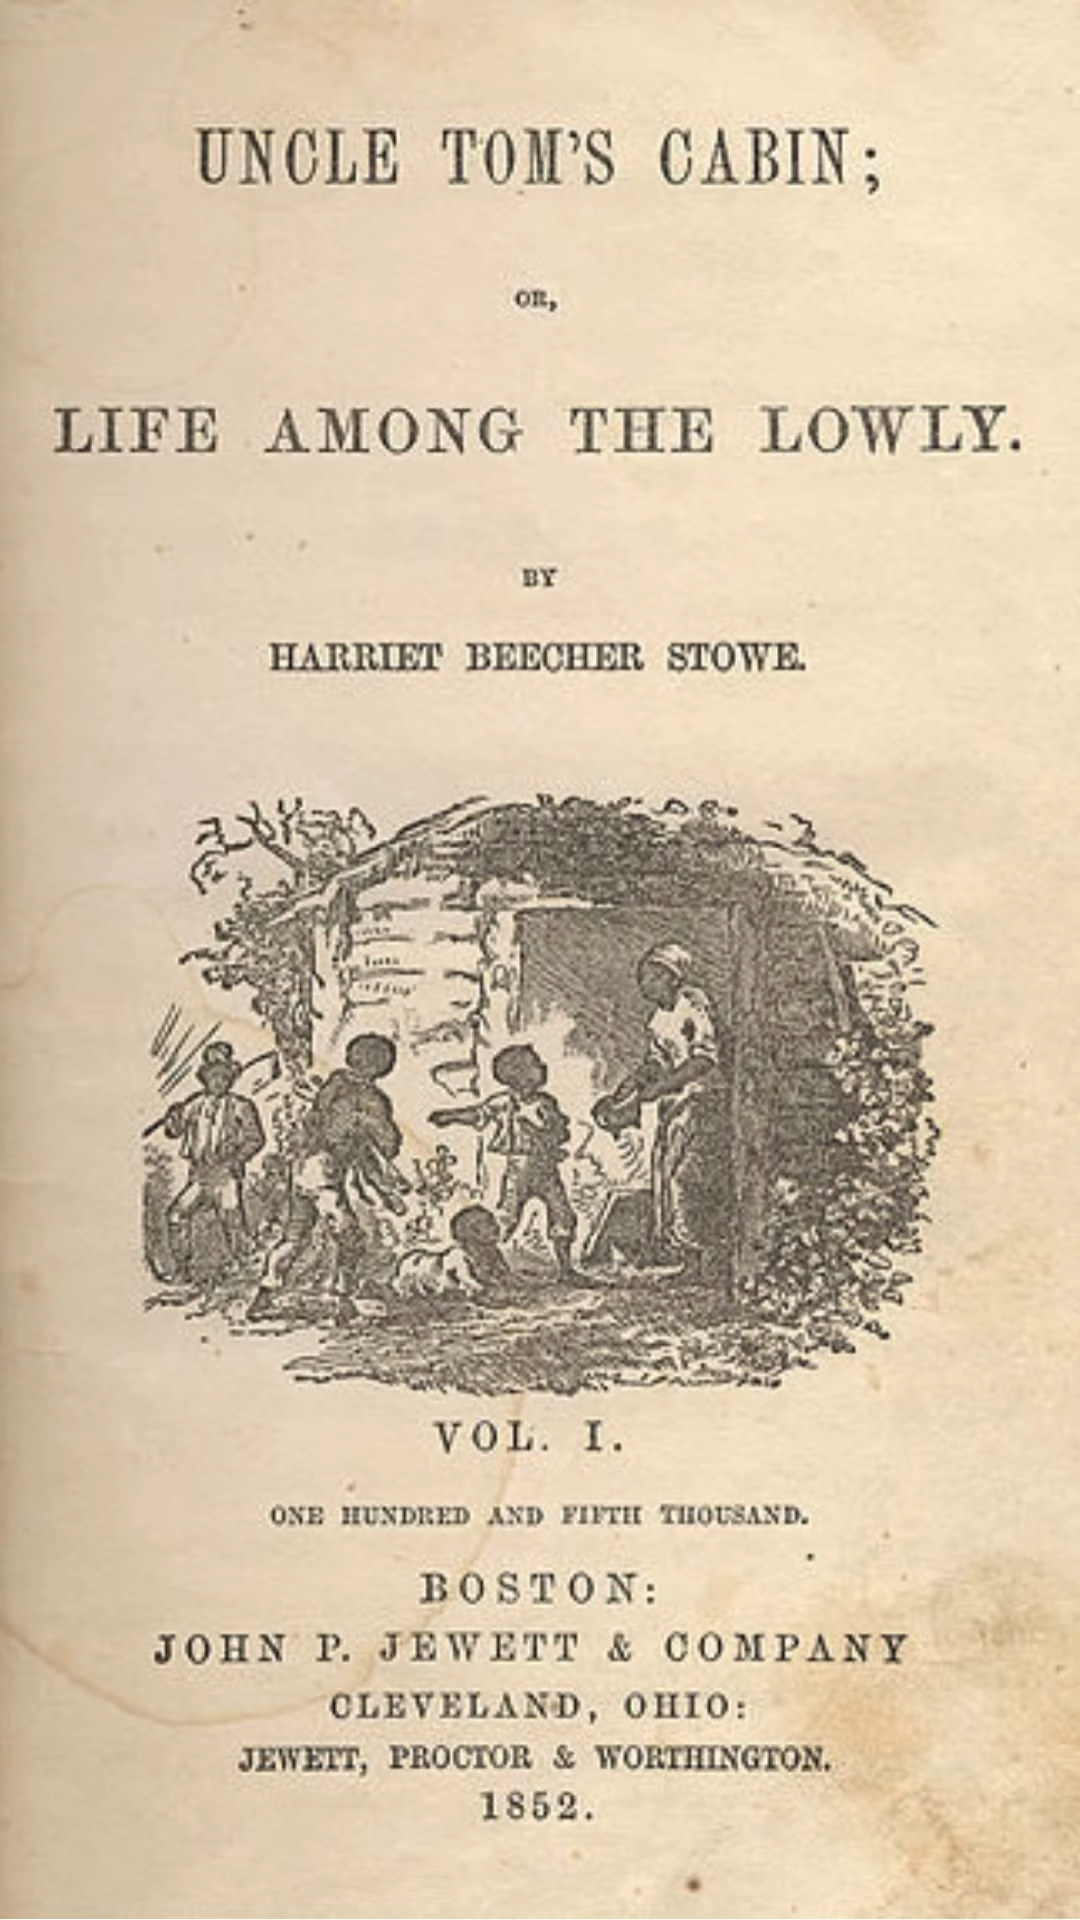 UNCLE TOM'S CABIN;
OR,
LIFE AMONG THE LOWLY.
BY
HARRIET BEECHER STOWE.
VOL. I.
ONE HUNDRED AND FIFTH THOUSAND.
BOSTON:
JOHN P. JEWETT & COMPANY
CLEVELAND, OHIO:
JEWETT, PROCTOR & WORTHINGTON.
1852.